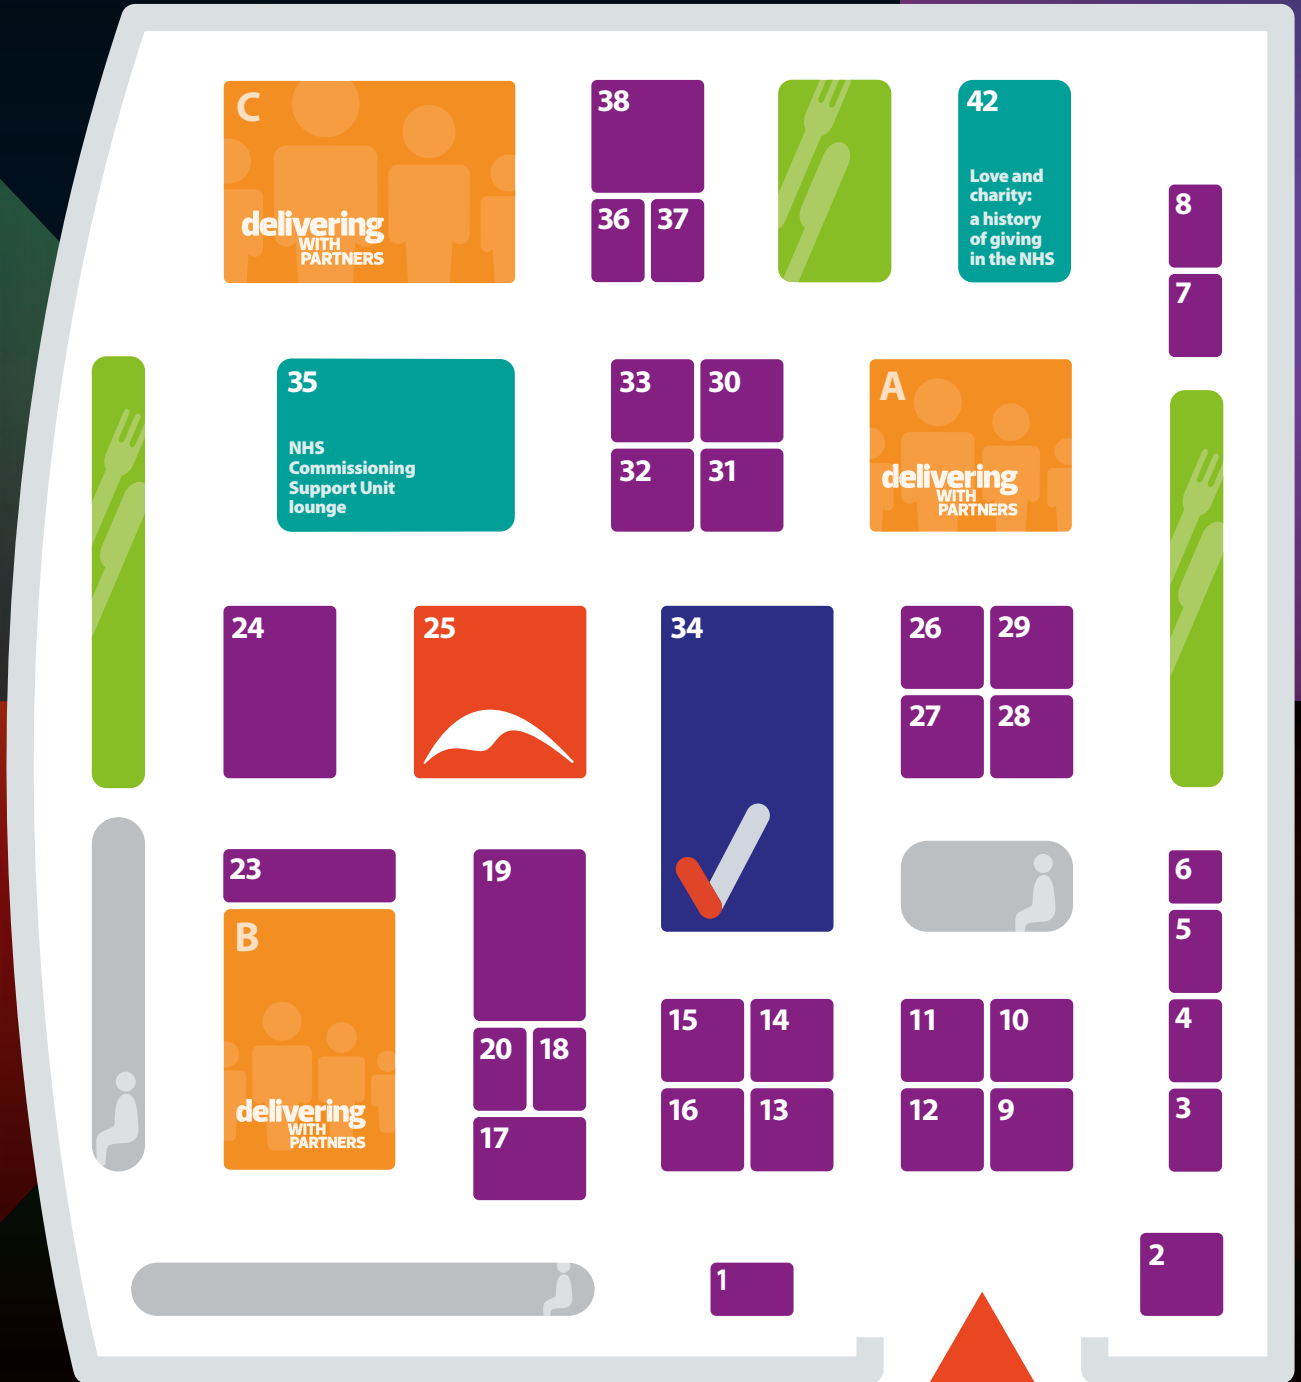 C
delivering
WITH
PARTNERS
38
36
37
42
Love and
charity:
a history
of giving
in the NHS
8
7
35
NHS
Commissioning
Support Unit
lounge
33
30
32
31
A
delivering
WITH
PARTNERS
24
25
34
26
29
27
28
23
B
delivering
WITH
PARTNERS
19
20
18
17
15
14
16
13
11
10
12
9
6
5
4
3
1
2